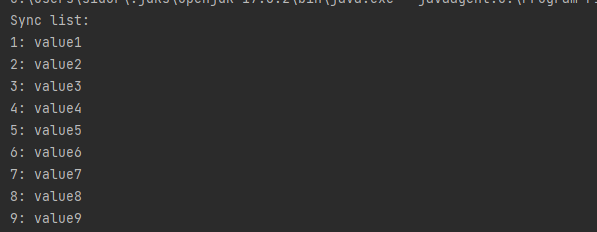 Sync list:
1: value1
2: value2
3: value3
4: value4
5: value5
6: value6
7: value7
8: value8
9: value9